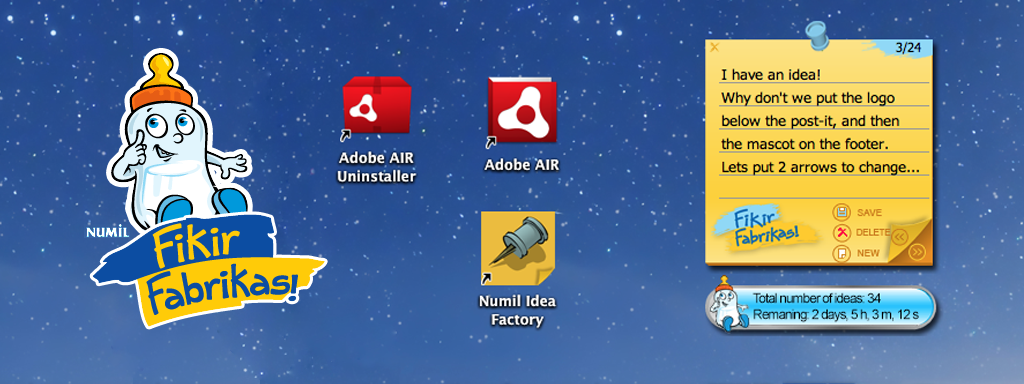 NUMIL
Fikir
Fabrikası
Adobe AIR
Uninstaller
Adobe AIR
Numil Idea
Factory
3/24
I have an idea!
Why don't we put the logo
below the post-it, and then
the mascot on the footer.
Lets put 2 arrows to change...
Fikir
Fabrikası
SAVE
DELETE
NEW
Total number of ideas: 34
Remaning: 2 days, 5 h, 3 m, 12 s